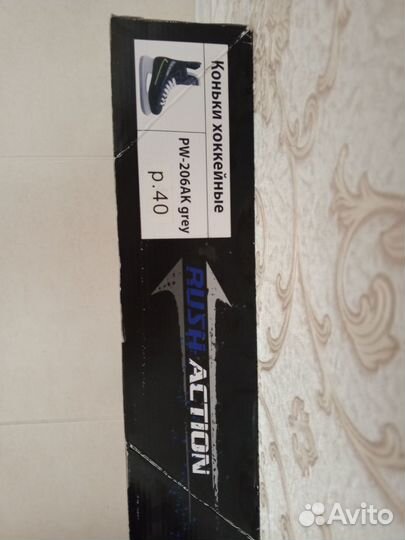 Коньки хоккейные
PW-206AK grey
р.40
RUSH ACTION
Avito